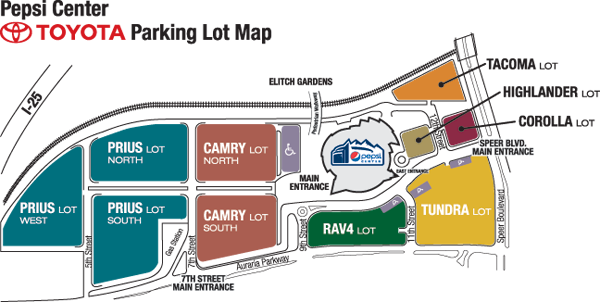 Pepsi Center
TOYOTA Parking Lot Map
TACOMA LOT
ELITCH GARDENS
HIGHLANDER LOT
I-25
Pedestrian Walkway
COROLLA LOT
PRIUS LOT
NORTH
CAMRY LOT
NORTH
pepsi
CENTER
SPEER BLVD.
MAIN ENTRANCE
EAST ENTRANCE
MAIN
ENTRANCE
PRIUS LOT
WEST
PRIUS LOT
SOUTH
CAMRY LOT
SOUTH
TUNDRA LOT
RAV4 LOT
5th Street
Gas Station
7th Street
9th Street
11th Street
Speer Boulevard
Auraria Parkway
7TH STREET
MAIN ENTRANCE